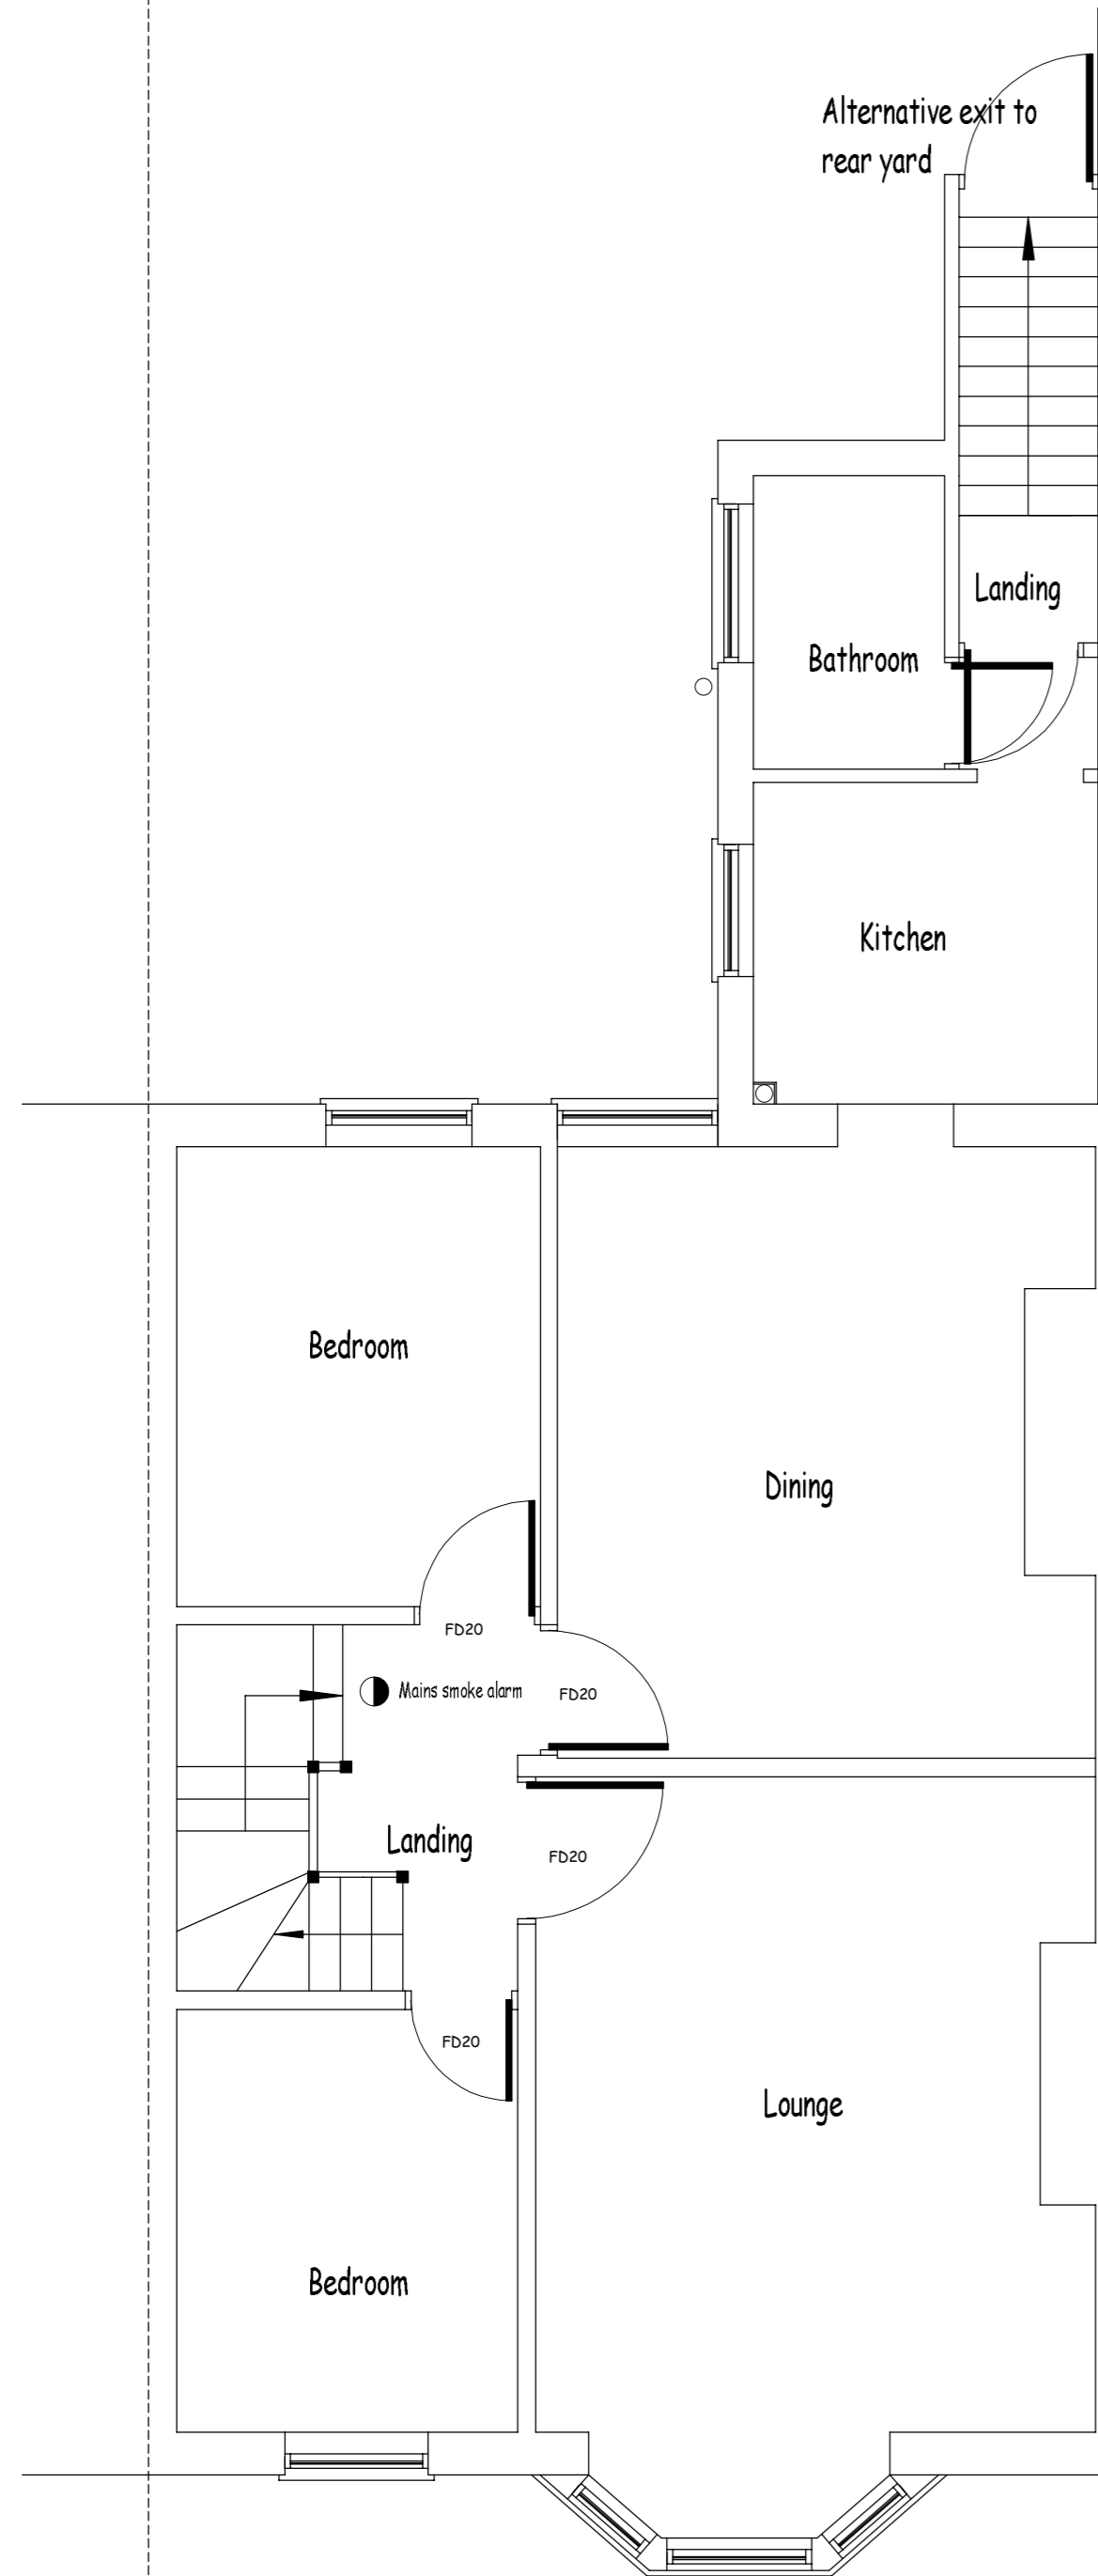 Alternative exit to
rear yard
Landing
Bathroom
Kitchen
Bedroom
Dining
FD20
Mains smoke alarm
FD20
Landing
FD20
FD20
Lounge
Bedroom